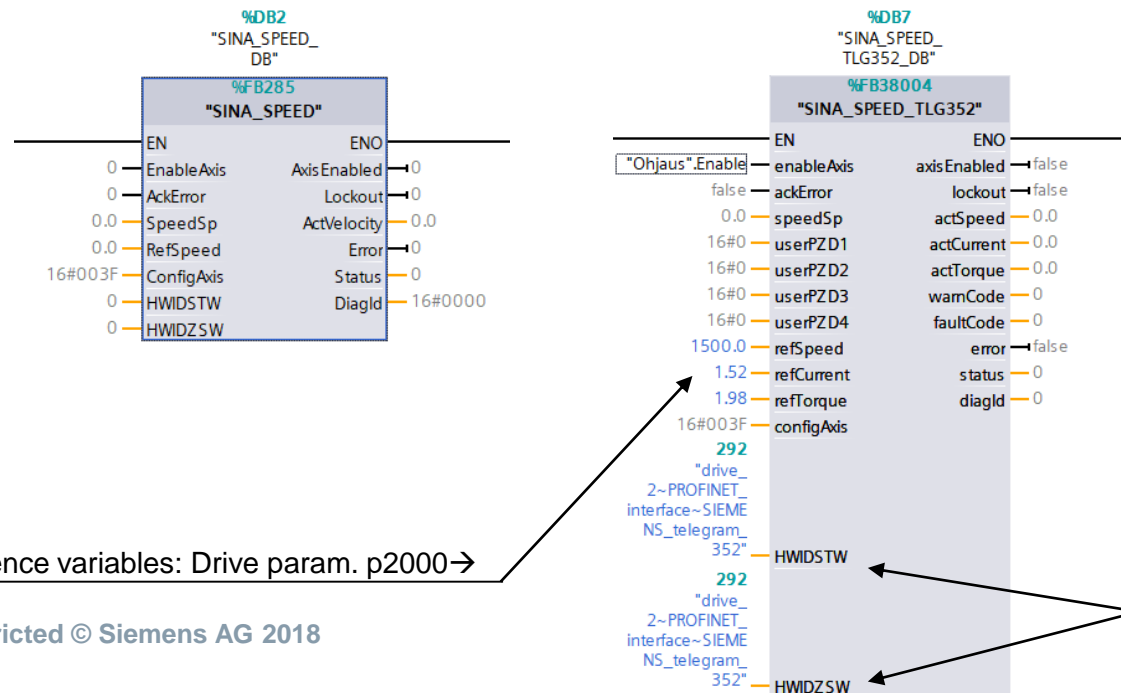 %DB2
"SINA_SPEED_
DB"
%FB285
"SINA_SPEED"
EN ENO
0 EnableAxis AxisEnabled 0
0 AckError Lockout 0
0.0 SpeedSp ActVelocity 0.0
0.0 RefSpeed Error 0
16#003F ConfigAxis Status 0
0 HWIDSTW DiagId 16#0000
0 HWIDZSW
%DB7
"SINA_SPEED_
TLG352_DB"
%FB38004
"SINA_SPEED_TLG352"
EN ENO
"Ohjaus".Enable enableAxis axisEnabled false
false ackError lockout false
0.0 speedSp actSpeed 0.0
16#0 userPZD1 actCurrent 0.0
16#0 userPZD2 actTorque 0.0
16#0 userPZD3 warnCode 0
16#0 userPZD4 faultCode 0
1500.0 refSpeed error false
1.52 refCurrent status 0
1.98 refTorque diagId 0
16#003F configAxis
292
"drive_
2~PROFINET_
interface~SIEME
NS_telegram_
352" HWIDSTW
292
"drive_
2~PROFINET_
interface~SIEME
NS_telegram_
352" HWIDZSW
ence variables: Drive param. p2000→
ricted © Siemens AG 2018